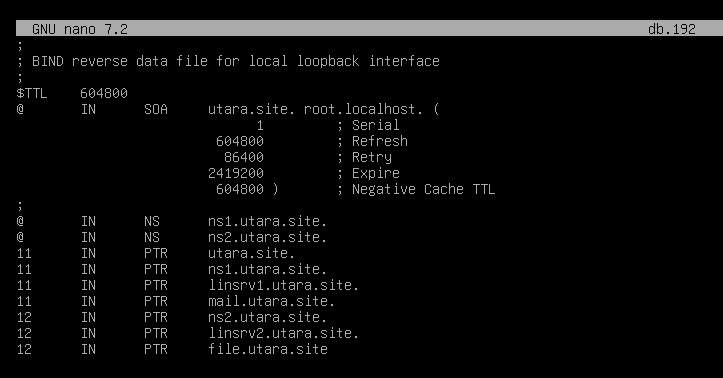 GNU nano 7.2 db.192
;
; BIND reverse data file for local loopback interface
;
$TTL 604800
@ IN SOA utara.site. root.localhost. (
1 ; Serial
604800 ; Refresh
86400 ; Retry
2419200 ; Expire
604800 ) ; Negative Cache TTL
;
@ IN NS ns1.utara.site.
@ IN NS ns2.utara.site.
11 IN PTR utara.site.
11 IN PTR ns1.utara.site.
11 IN PTR linsrv1.utara.site.
11 IN PTR mail.utara.site.
12 IN PTR ns2.utara.site.
12 IN PTR linsrv2.utara.site.
12 IN PTR file.utara.site